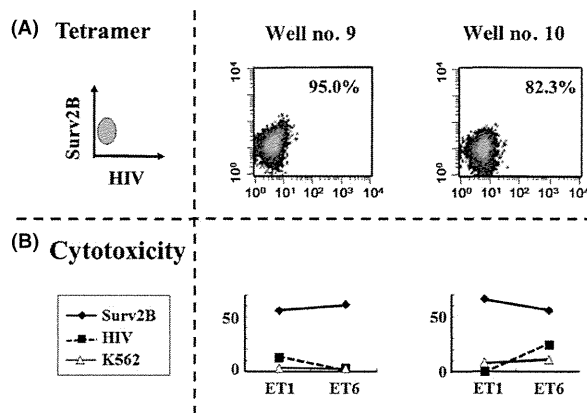 (A) Tetramer
Well no. 9
Well no. 10
Surv2B
HIV
10⁴
10⁰
95.0%
10⁰ 10¹ 10² 10³ 10⁴
10⁴
10⁰
82.3%
10⁰ 10¹ 10² 10³ 10⁴
(B) Cytotoxicity
Surv2B
HIV
K562
50
0
ET1 ET6
50
0
ET1 ET6